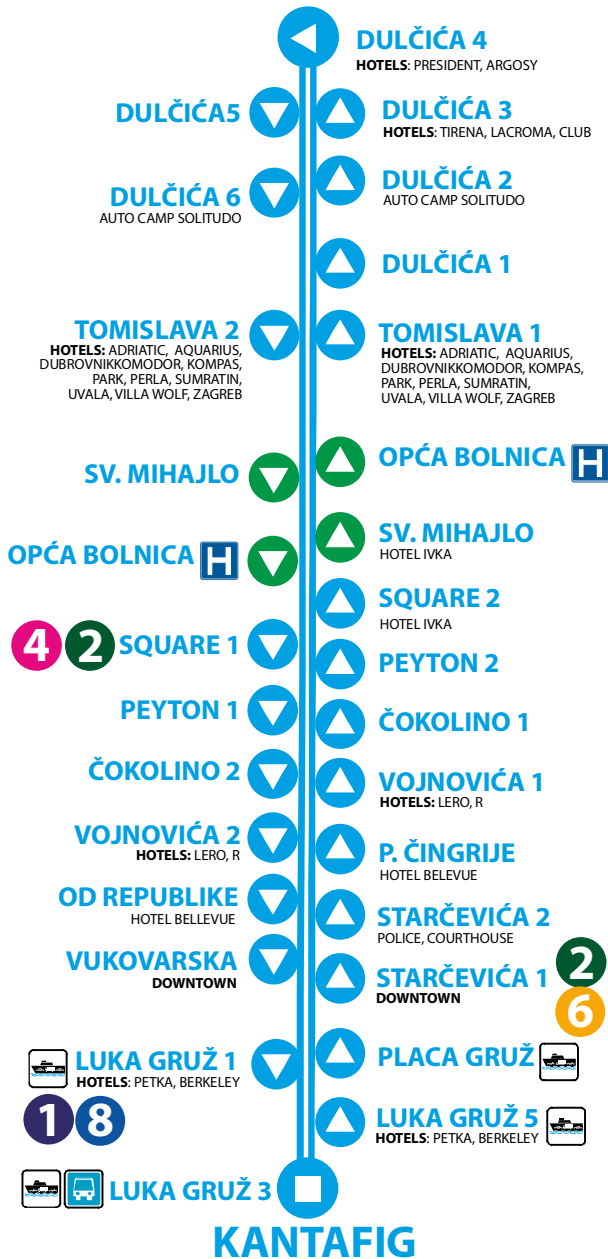 DULČIĆA 4
HOTELS: PRESIDENT, ARGOSY
DULČIĆA5
DULČIĆA 3
HOTELS: TIRENA, LACROMA, CLUB
DULČIĆA 6
AUTO CAMP SOLITUDO
DULČIĆA 2
AUTO CAMP SOLITUDO
DULČIĆA 1
TOMISLAVA 2
HOTELS: ADRIATIC, AQUARIUS,
DUBROVNIKKOMODOR, KOMPAS,
PARK, PERLA, SUMRATIN,
UVALA, VILLA WOLF, ZAGREB
TOMISLAVA 1
HOTELS: ADRIATIC, AQUARIUS,
DUBROVNIKKOMODOR, KOMPAS,
PARK, PERLA, SUMRATIN,
UVALA, VILLA WOLF, ZAGREB
SV. MIHAJLO
OPĆA BOLNICA H
OPĆA BOLNICA H
SV. MIHAJLO
HOTEL IVKA
SQUARE 2
HOTEL IVKA
4 2 SQUARE 1
PEYTON 2
PEYTON 1
ČOKOLINO 1
ČOKOLINO 2
VOJNOVIĆA 1
HOTELS: LERO, R
VOJNOVIĆA 2
HOTELS: LERO, R
P. ČINGRIJE
HOTEL BELEVUE
OD REPUBLIKE
HOTEL BELLEVUE
STARČEVIĆA 2
POLICE, COURTHOUSE
VUKOVARSKA
DOWNTOWN
STARČEVIĆA 1 2
DOWNTOWN
6
LUKA GRUŽ 1
HOTELS: PETKA, BERKELEY
1 8
PLACA GRUŽ
LUKA GRUŽ 5
HOTELS: PETKA, BERKELEY
LUKA GRUŽ 3
KANTAFIG